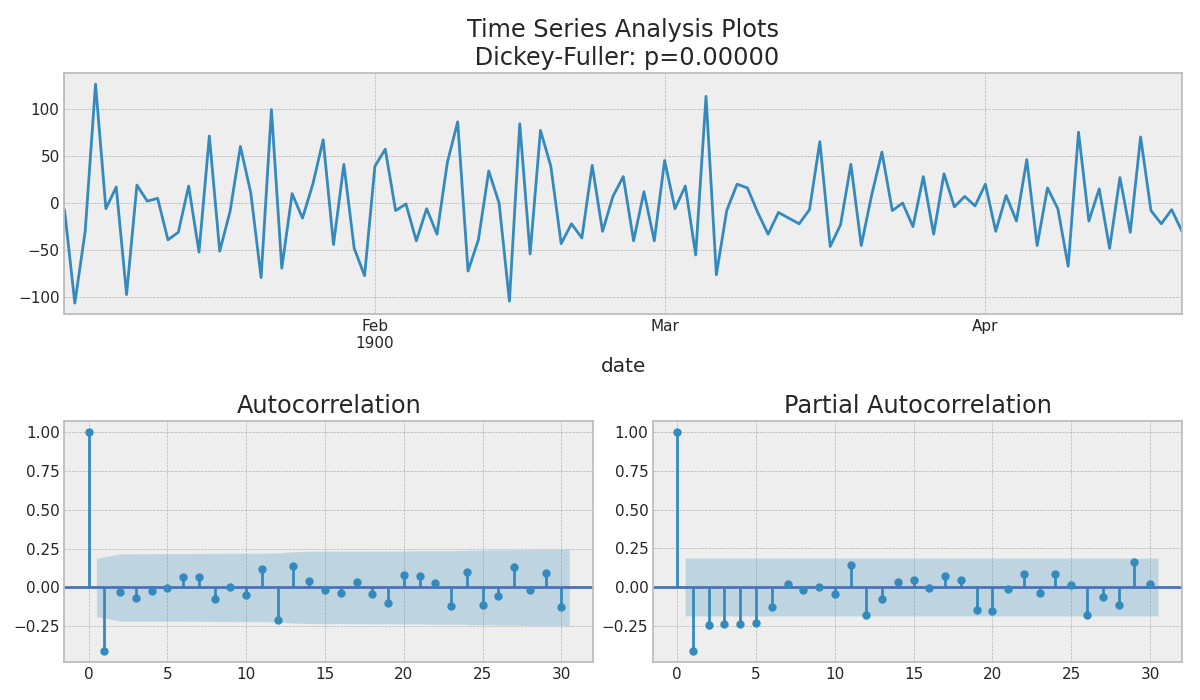 Time Series Analysis Plots
Dickey-Fuller: p=0.00000
100
50
0
−50
−100
Feb
1900
Mar
Apr
date
Autocorrelation
1.00
0.75
0.50
0.25
0.00
−0.25
0 5 10 15 20 25 30
Partial Autocorrelation
1.00
0.75
0.50
0.25
0.00
−0.25
0 5 10 15 20 25 30